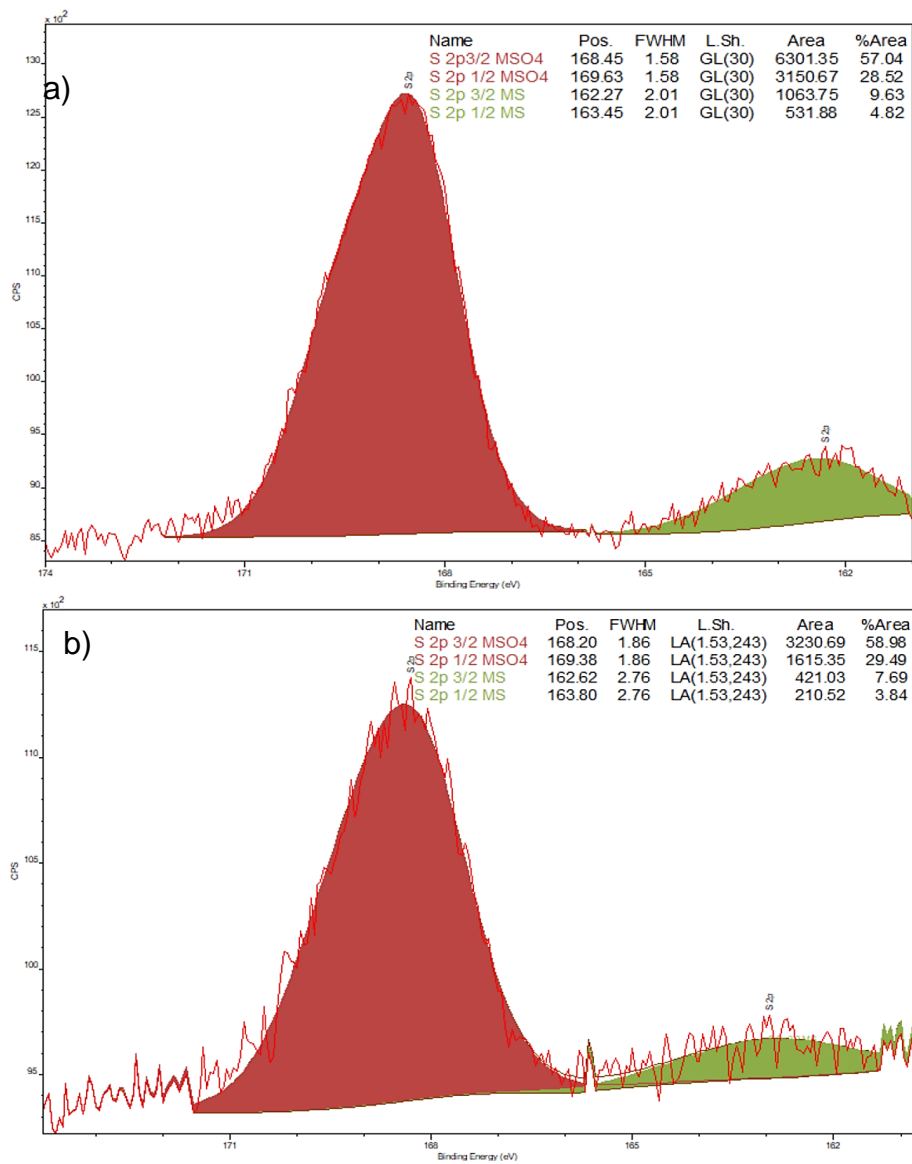 x 10²
Name Pos. FWHM L.Sh. Area %Area
S 2p3/2 MSO4 168.45 1.58 GL(30) 6301.35 57.04
S 2p 1/2 MSO4 169.63 1.58 GL(30) 3150.67 28.52
S 2p 3/2 MS 162.27 2.01 GL(30) 1063.75 9.63
S 2p 1/2 MS 163.45 2.01 GL(30) 531.88 4.82
a)
S 2p
S 2p
130
125
120
115
110
105
100
95
90
85
CPS
174 171 168 165 162
Binding Energy (eV)
x 10²
b)
Name Pos. FWHM L.Sh. Area %Area
S 2p 3/2 MSO4 168.20 1.86 LA(1.53,243) 3230.69 58.98
S 2p 1/2 MSO4 169.38 1.86 LA(1.53,243) 1615.35 29.49
S 2p 3/2 MS 162.62 2.76 LA(1.53,243) 421.03 7.69
S 2p 1/2 MS 163.80 2.76 LA(1.53,243) 210.52 3.84
S 2p
S 2p
115
110
105
100
95
CPS
171 168 165 162
Binding Energy (eV)